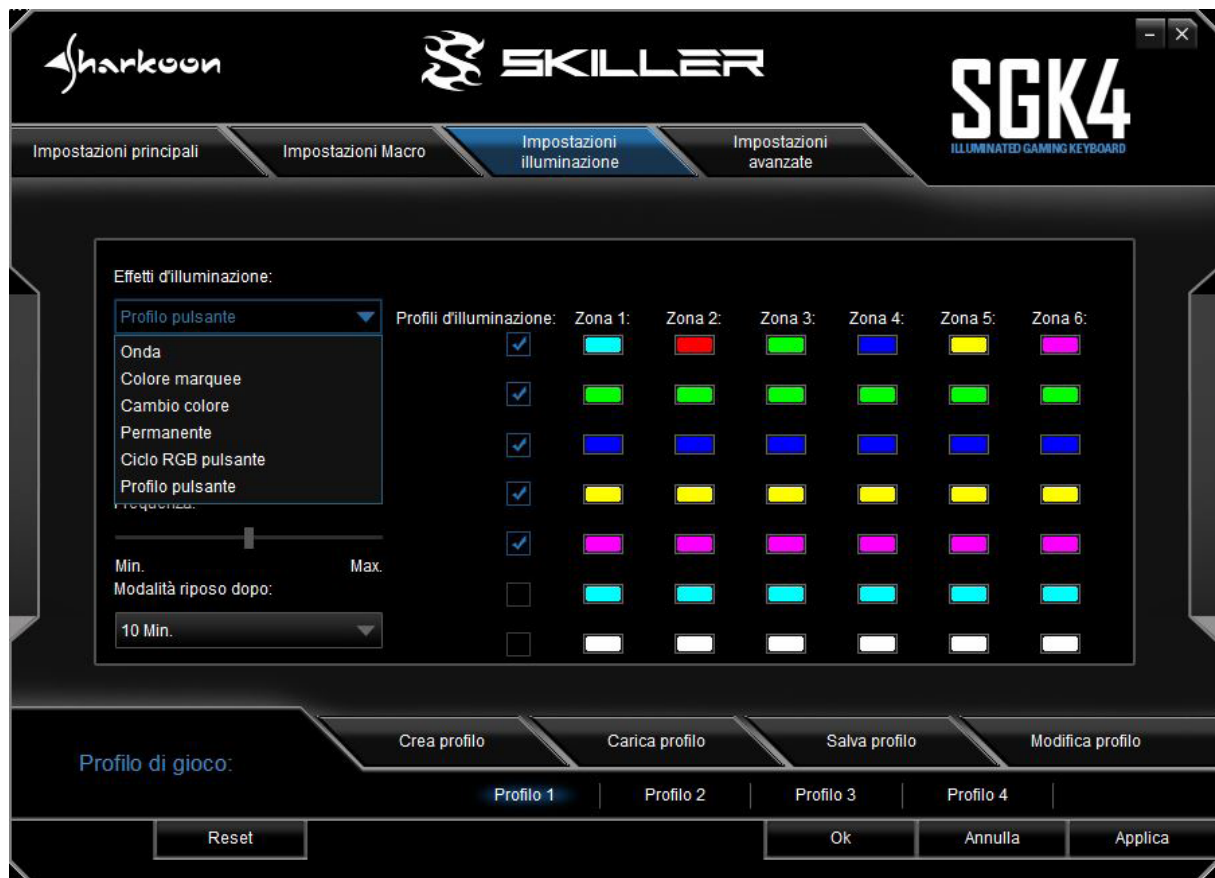 Sharkoon
SKILLER
SGK4
ILLUMINATED GAMING KEYBOARD
Impostazioni principali
Impostazioni Macro
Impostazioni
illuminazione
Impostazioni
avanzate
Effetti d'illuminazione:
Profilo pulsante
Onda
Colore marquee
Cambio colore
Permanente
Ciclo RGB pulsante
Profilo pulsante
Frequenza:
Min. Max.
Modalità riposo dopo:
10 Min.
Profili d'illuminazione: Zona 1: Zona 2: Zona 3: Zona 4: Zona 5: Zona 6:
Profilo di gioco:
Crea profilo Carica profilo Salva profilo Modifica profilo
Profilo 1 Profilo 2 Profilo 3 Profilo 4
Reset Ok Annulla Applica